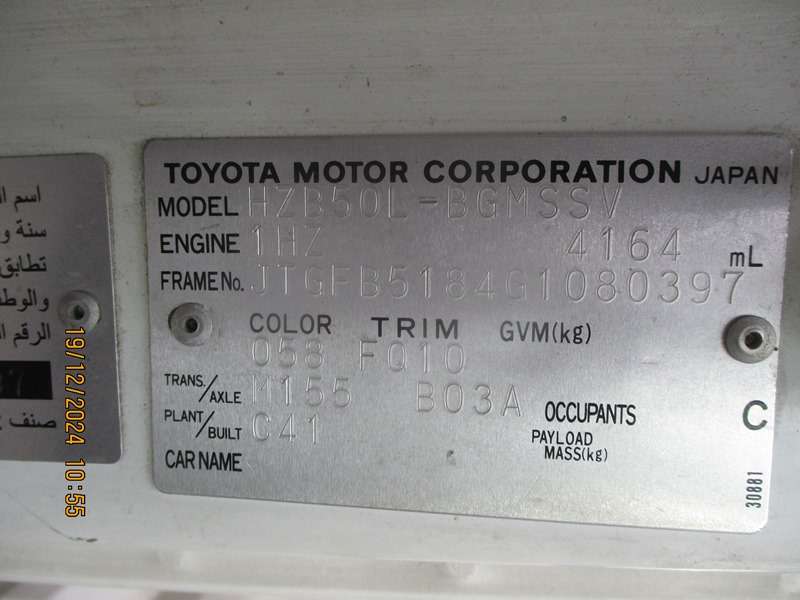 TOYOTA MOTOR CORPORATION JAPAN
MODEL HZB50L-BGMSSV
ENGINE 1HZ 4164 mL
FRAME No. JTGFB5184G1080397
COLOR TRIM GVM(kg)
058 FQ10 -
TRANS./AXLE M155 B03A OCCUPANTS C
PLANT/BUILT C41 PAYLOAD MASS(kg)
CAR NAME
30881
اسم
سنة
تطابق
والوط
الرقم
صنف
19/12/2024 10:55